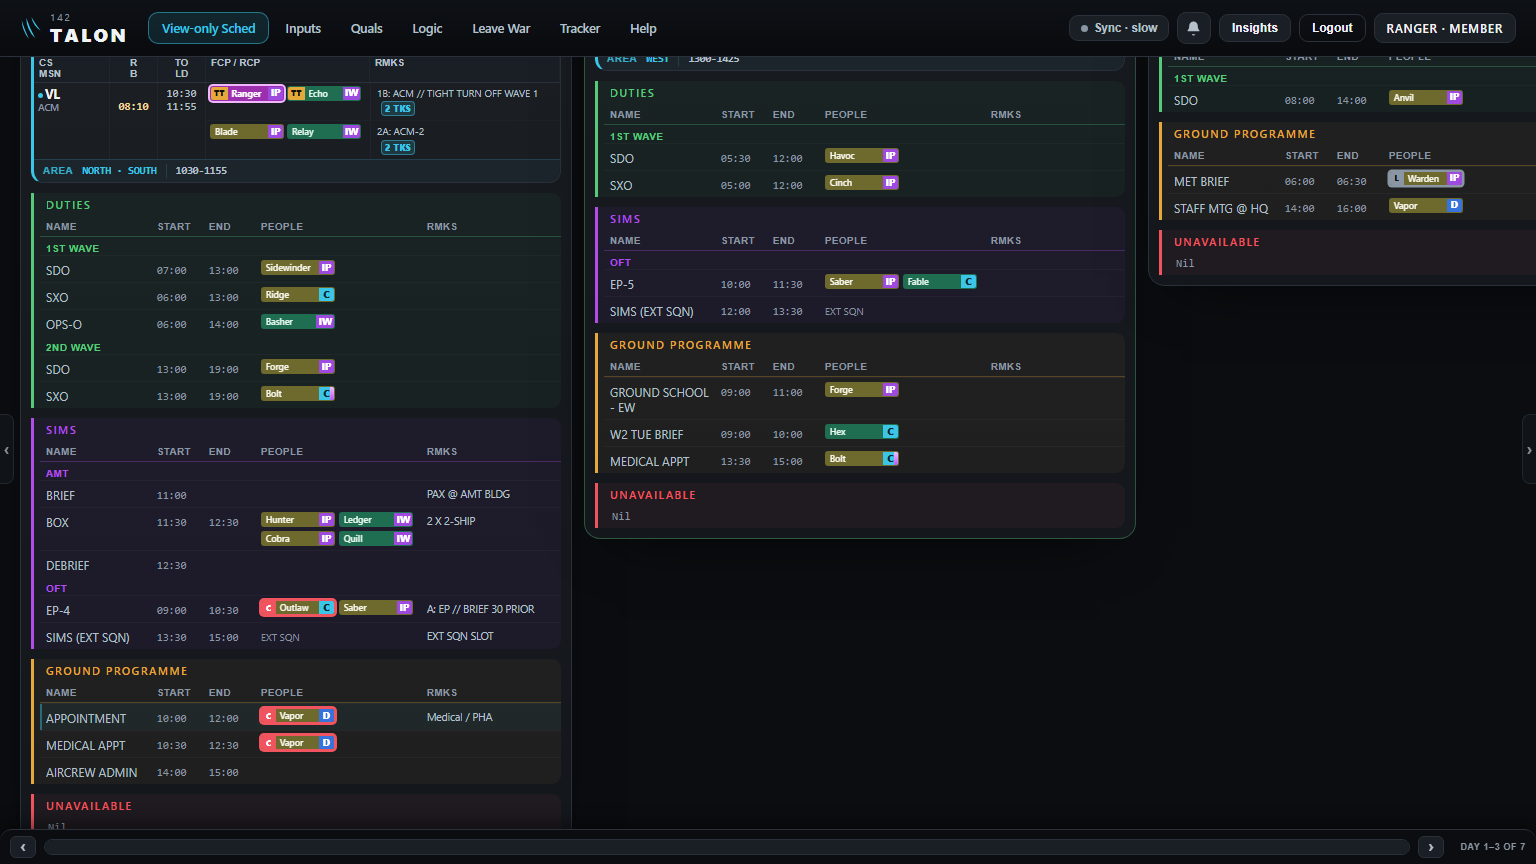 142
TALON
View-only Sched
Inputs
Quals
Logic
Leave War
Tracker
Help
Sync · slow
Insights
Logout
RANGER · MEMBER
CS MSN
R B
TO LD
FCP / RCP
RMKS
VL
ACM
08:10
10:30
11:55
TT Ranger IP
TT Echo IW
1B: ACM // TIGHT TURN OFF WAVE 1
2 TKS
Blade IP
Relay IW
2A: ACM-2
2 TKS
AREA NORTH · SOUTH 1030-1155
DUTIES
NAME START END PEOPLE RMKS
1ST WAVE
SDO 07:00 13:00 Sidewinder IP
SXO 06:00 13:00 Ridge C
OPS-O 06:00 14:00 Basher IW
2ND WAVE
SDO 13:00 19:00 Forge IP
SXO 13:00 19:00 Bolt C
SIMS
NAME START END PEOPLE RMKS
AMT
BRIEF 11:00 PAX @ AMT BLDG
BOX 11:30 12:30 Hunter IP Ledger IW 2 X 2-SHIP
Cobra IP Quill IW
DEBRIEF 12:30
OFT
EP-4 09:00 10:30 c Outlaw C Saber IP A: EP // BRIEF 30 PRIOR
SIMS (EXT SQN) 13:30 15:00 EXT SQN EXT SQN SLOT
GROUND PROGRAMME
NAME START END PEOPLE RMKS
APPOINTMENT 10:00 12:00 c Vapor D Medical / PHA
MEDICAL APPT 10:30 12:30 c Vapor D
AIRCREW ADMIN 14:00 15:00
UNAVAILABLE
Nil
AREA WEST 1300-1425
DUTIES
NAME START END PEOPLE RMKS
1ST WAVE
SDO 05:30 12:00 Havoc IP
SXO 05:00 12:00 Cinch IP
SIMS
NAME START END PEOPLE RMKS
OFT
EP-5 10:00 11:30 Saber IP Fable C
SIMS (EXT SQN) 12:00 13:30 EXT SQN
GROUND PROGRAMME
NAME START END PEOPLE RMKS
GROUND SCHOOL - EW 09:00 11:00 Forge IP
W2 TUE BRIEF 09:00 10:00 Hex C
MEDICAL APPT 13:30 15:00 Bolt C
UNAVAILABLE
Nil
NAME START END PEOPLE
1ST WAVE
SDO 08:00 14:00 Anvil IP
GROUND PROGRAMME
NAME START END PEOPLE
MET BRIEF 06:00 06:30 L Warden IP
STAFF MTG @ HQ 14:00 16:00 Vapor D
UNAVAILABLE
Nil
DAY 1–3 OF 7